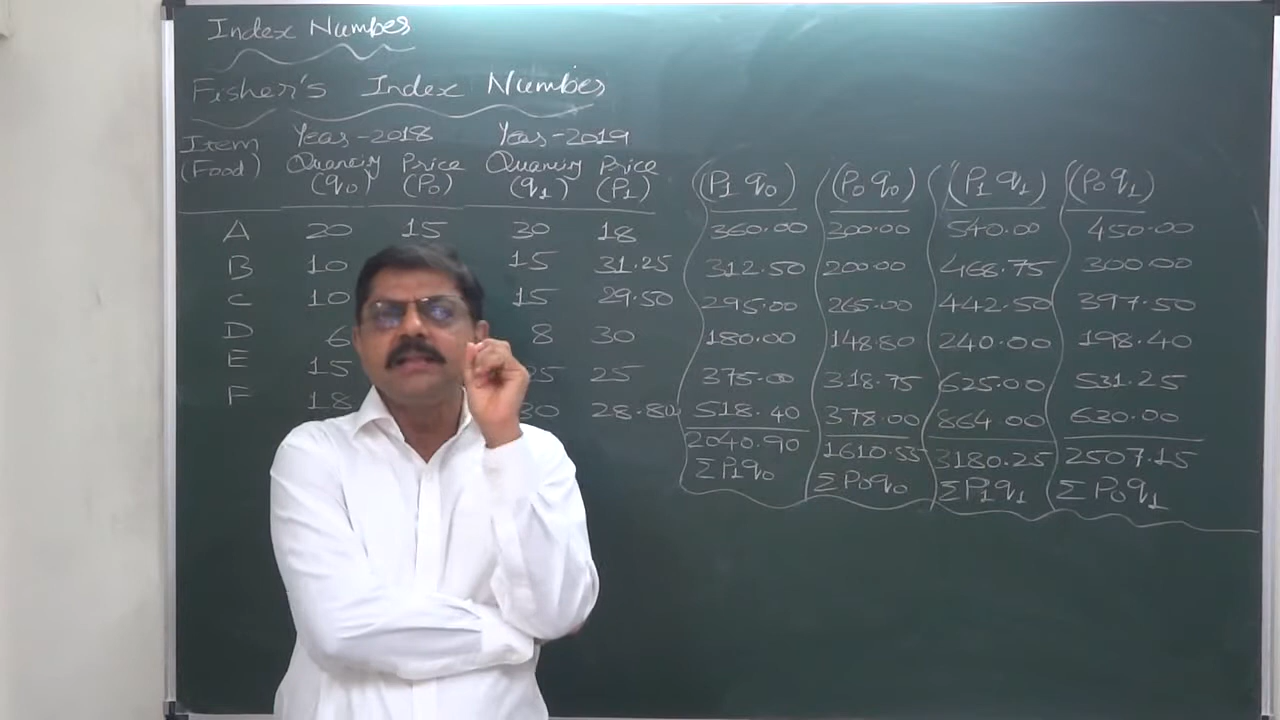 Index Number
Fisher's Index Number
Item Year-2018 Year-2019
(Food) Quantity Price Quantity Price
(q0) (P0) (q1) (P1) (P1 q0) (P0 q0) (P1 q1) (P0 q1)
A 20 15 30 18 360.00 300.00 540.00 450.00
B 10 15 31.25 312.50 200.00 468.75 300.00
C 10 15 29.50 295.00 265.00 442.50 397.50
D 6 8 30 180.00 148.80 240.00 198.40
E 15 25 375.00 318.75 625.00 531.25
F 18 30 28.80 518.40 378.00 864.00 630.00
2040.90 1610.55 3180.25 2507.15
ΣP1q0 ΣP0q0 ΣP1q1 ΣP0q1